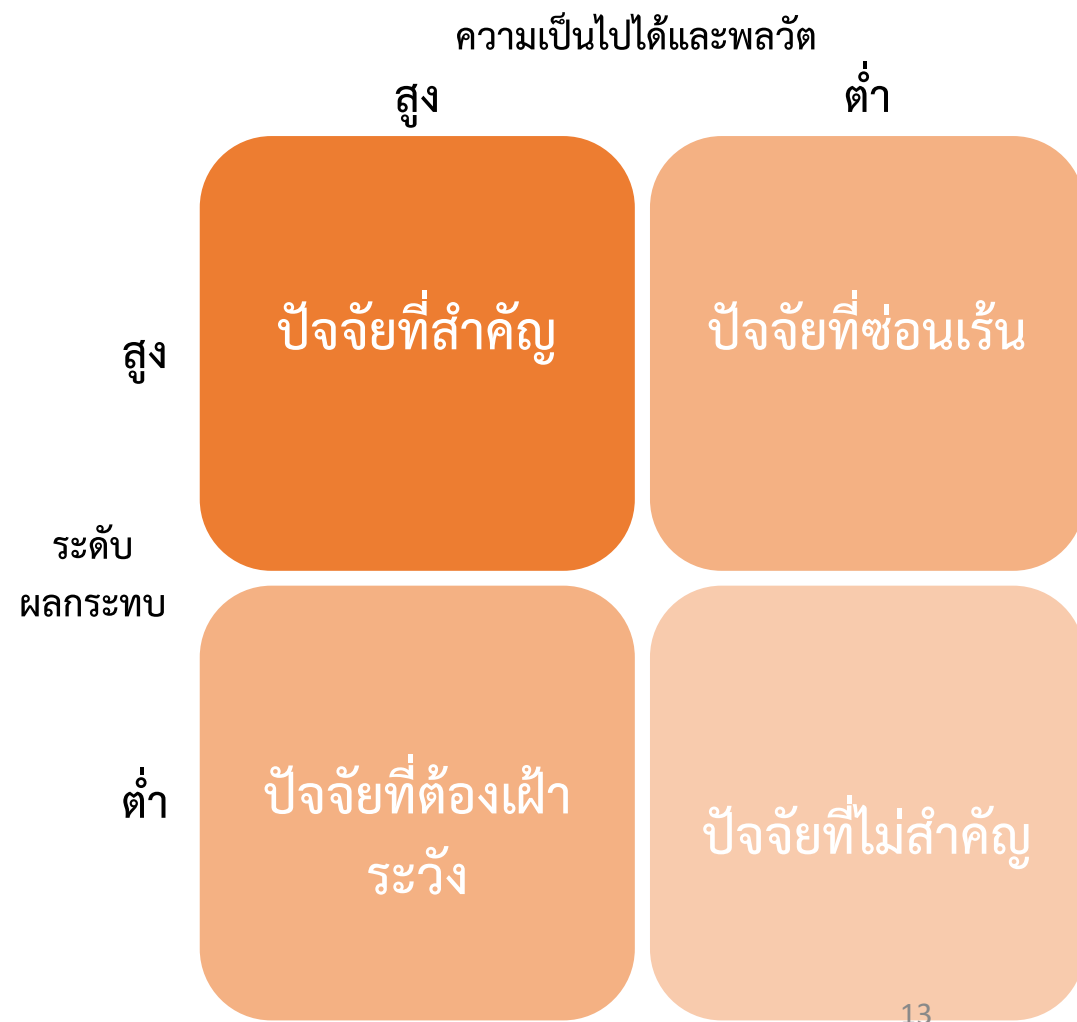 ความเป็นไปได้และพลวัต
สูง ต่ำ
สูง
ปัจจัยที่สำคัญ
ปัจจัยที่ซ่อนเร้น
ระดับ
ผลกระทบ
ต่ำ
ปัจจัยที่ต้องเฝ้า
ระวัง
ปัจจัยที่ไม่สำคัญ
13